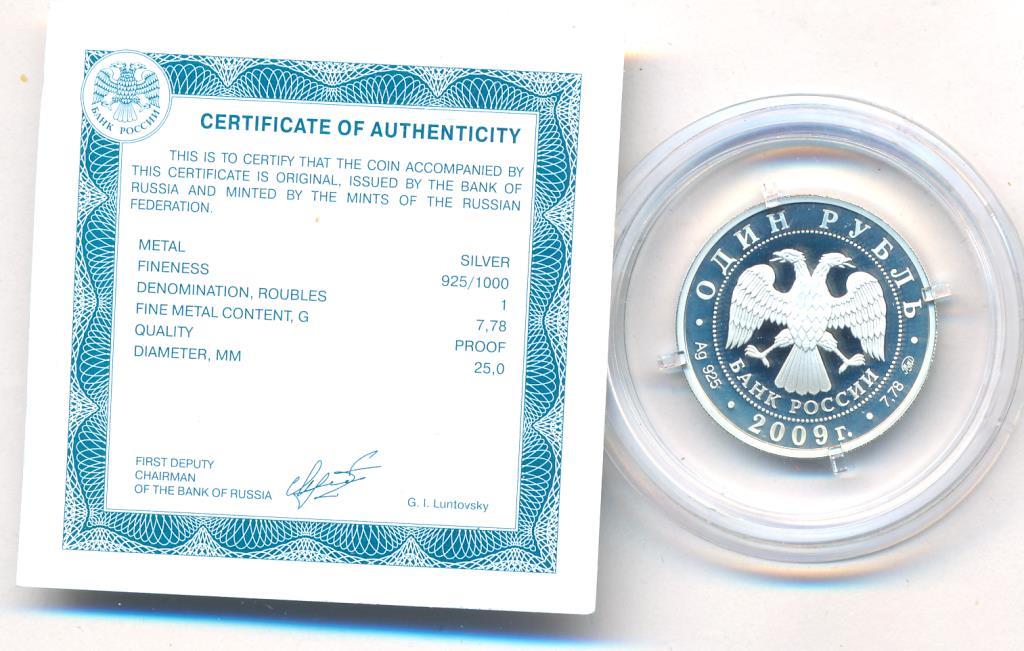 БАНК РОССИИ
CERTIFICATE OF AUTHENTICITY
THIS IS TO CERTIFY THAT THE COIN ACCOMPANIED BY
THIS CERTIFICATE IS ORIGINAL, ISSUED BY THE BANK OF
RUSSIA AND MINTED BY THE MINTS OF THE RUSSIAN
FEDERATION.
METAL SILVER
FINENESS 925/1000
DENOMINATION, ROUBLES 1
FINE METAL CONTENT, G 7,78
QUALITY PROOF
DIAMETER, MM 25,0
FIRST DEPUTY
CHAIRMAN
OF THE BANK OF RUSSIA
G. I. Luntovsky
ОДИН РУБЛЬ
БАНК РОССИИ
Ag 925
7,78
2009 г.